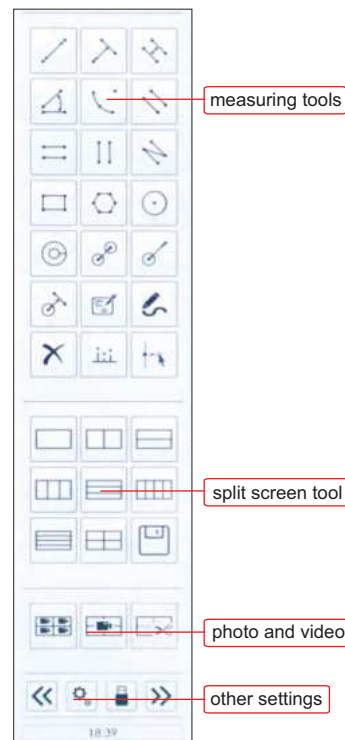 measuring tools
split screen tool
photo and video
other settings
18:39